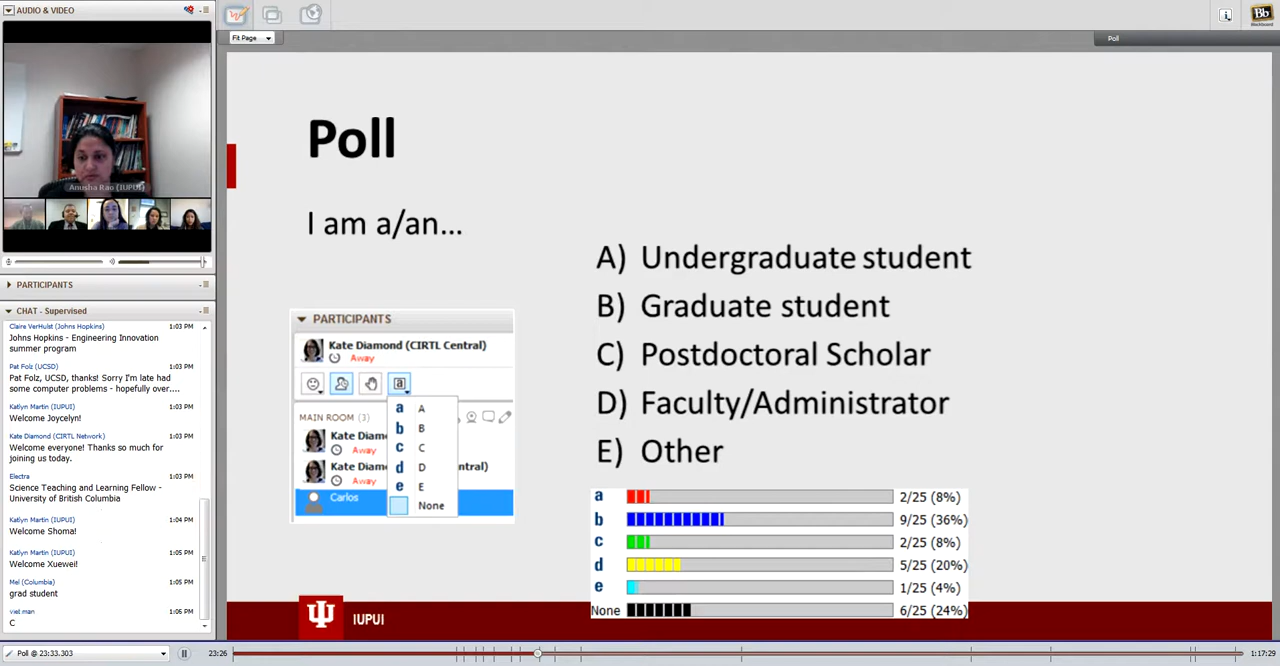 AUDIO & VIDEO
Anusha Rao (IUPUI)
PARTICIPANTS
CHAT - Supervised
Claire VerHulst (Johns Hopkins) 1:03 PM
Johns Hopkins - Engineering Innovation
summer program
Pat Folz (UCSD) 1:03 PM
Pat Folz, UCSD, thanks! Sorry I'm late had
some computer problems - hopefully over....
Katlyn Martin (IUPUI) 1:03 PM
Welcome Joycelyn!
Kate Diamond (CIRTL Network) 1:03 PM
Welcome everyone! Thanks so much for
joining us today.
Electra 1:03 PM
Science Teaching and Learning Fellow -
University of British Columbia
Katlyn Martin (IUPUI) 1:04 PM
Welcome Shoma!
Katlyn Martin (IUPUI) 1:05 PM
Welcome Xuewei!
Mel (Columbia) 1:05 PM
grad student
viet man 1:05 PM
C
Fit Page
Bb
Blackboard
Poll
Poll
I am a/an...
A) Undergraduate student
B) Graduate student
C) Postdoctoral Scholar
D) Faculty/Administrator
E) Other
PARTICIPANTS
Kate Diamond (CIRTL Central)
Away
a
MAIN ROOM (3)
Kate Diam
Away
Kate Diam ntral)
Away
Carlos
a A
b B
c C
d D
e E
None
a 2/25 (8%)
b 9/25 (36%)
c 2/25 (8%)
d 5/25 (20%)
e 1/25 (4%)
None 6/25 (24%)
IUPUI
Poll @ 23:33.303
23:26
1:17:29